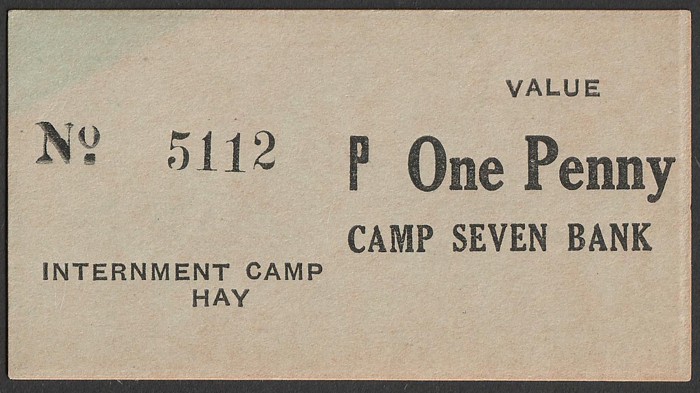 VALUE
Nº 5112
P One Penny
CAMP SEVEN BANK
INTERNMENT CAMP
HAY